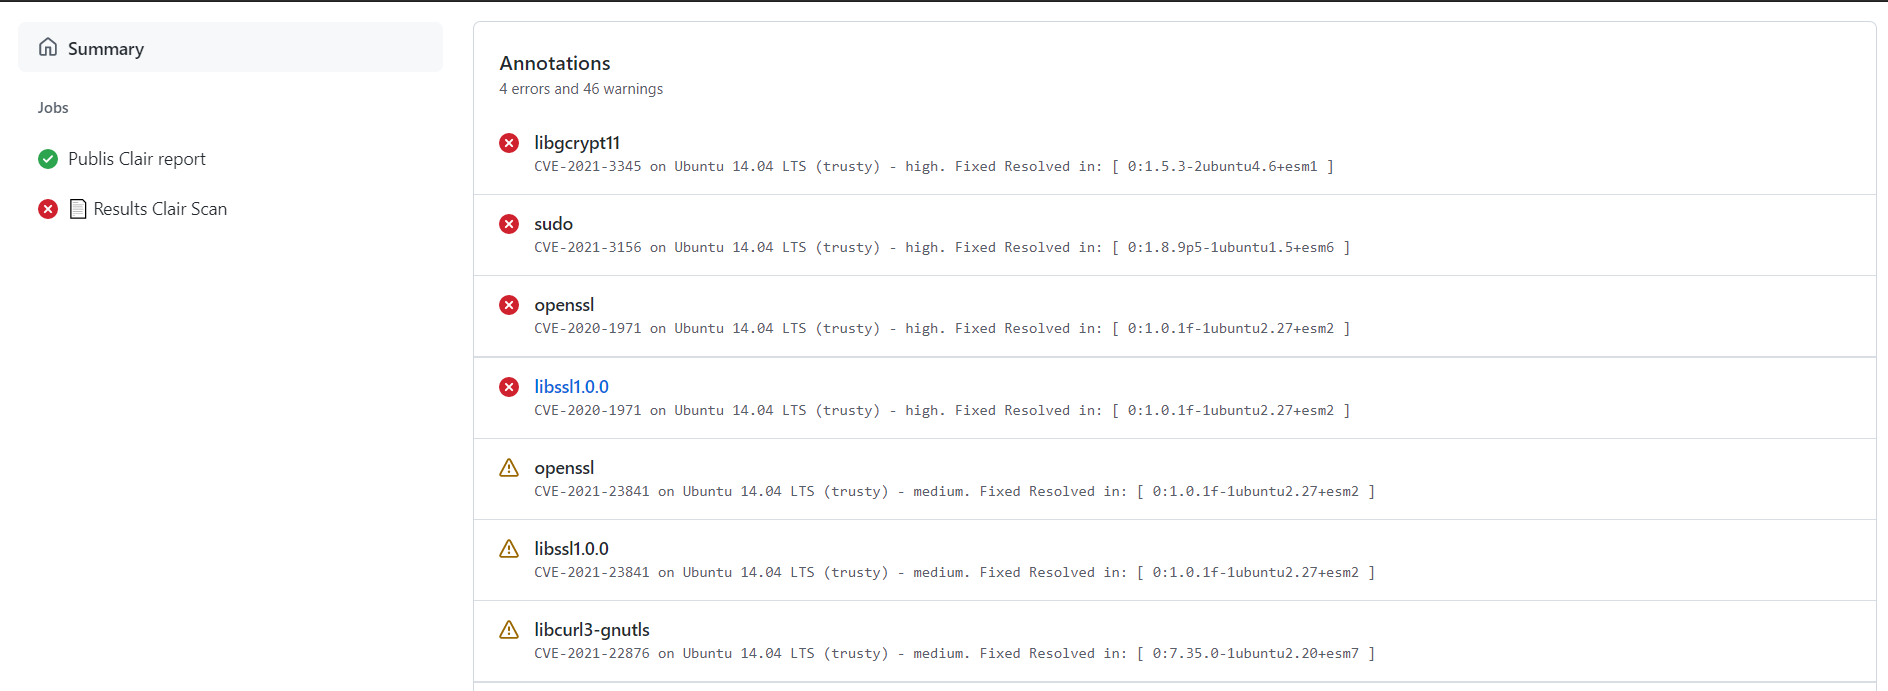 Summary
Jobs
Publis Clair report
Results Clair Scan
Annotations
4 errors and 46 warnings
libgcrypt11
CVE-2021-3345 on Ubuntu 14.04 LTS (trusty) - high. Fixed Resolved in: [ 0:1.5.3-2ubuntu4.6+esm1 ]
sudo
CVE-2021-3156 on Ubuntu 14.04 LTS (trusty) - high. Fixed Resolved in: [ 0:1.8.9p5-1ubuntu1.5+esm6 ]
openssl
CVE-2020-1971 on Ubuntu 14.04 LTS (trusty) - high. Fixed Resolved in: [ 0:1.0.1f-1ubuntu2.27+esm2 ]
libssl1.0.0
CVE-2020-1971 on Ubuntu 14.04 LTS (trusty) - high. Fixed Resolved in: [ 0:1.0.1f-1ubuntu2.27+esm2 ]
openssl
CVE-2021-23841 on Ubuntu 14.04 LTS (trusty) - medium. Fixed Resolved in: [ 0:1.0.1f-1ubuntu2.27+esm2 ]
libssl1.0.0
CVE-2021-23841 on Ubuntu 14.04 LTS (trusty) - medium. Fixed Resolved in: [ 0:1.0.1f-1ubuntu2.27+esm2 ]
libcurl3-gnutls
CVE-2021-22876 on Ubuntu 14.04 LTS (trusty) - medium. Fixed Resolved in: [ 0:7.35.0-1ubuntu2.20+esm7 ]